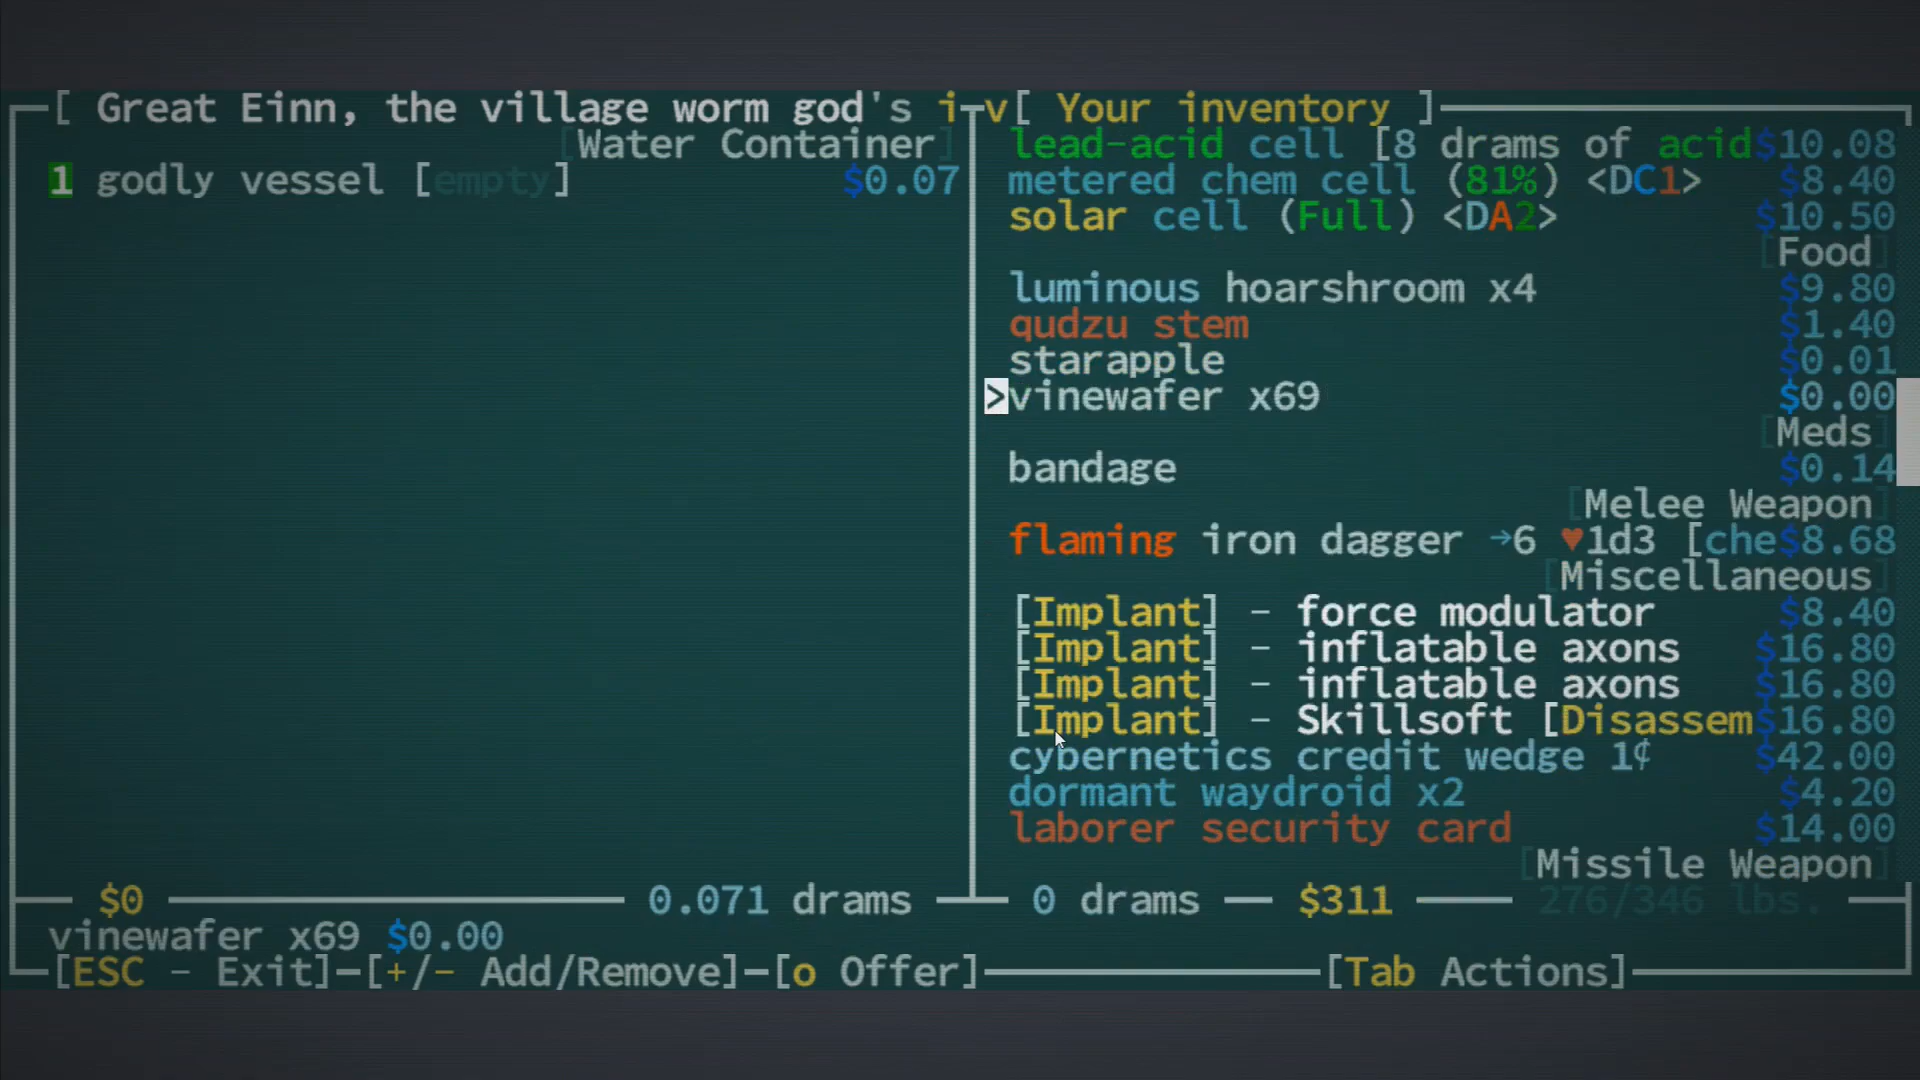 [ Great Einn, the village worm god's i
[Water Container]
1 godly vessel [empty] $0.07
$0 0.071 drams
v[ Your inventory ]
lead-acid cell [8 drams of acid $10.08
metered chem cell (81%) <DC1> $8.40
solar cell (Full) <DA2> $10.50
[Food]
luminous hoarshroom x4 $9.80
qudzu stem $1.40
starapple $0.01
>vinewafer x69 $0.00
[Meds]
bandage $0.14
[Melee Weapon]
flaming iron dagger →6 ♥1d3 [che$8.68
[Miscellaneous]
[Implant] - force modulator $8.40
[Implant] - inflatable axons $16.80
[Implant] - inflatable axons $16.80
[Implant] - Skillsoft [Disassem$16.80
cybernetics credit wedge 1¢ $42.00
dormant waydroid x2 $4.20
laborer security card $14.00
[Missile Weapon]
0 drams $311 276/346 lbs.
vinewafer x69 $0.00
[ESC - Exit]-[+/- Add/Remove]-[o Offer] [Tab Actions]